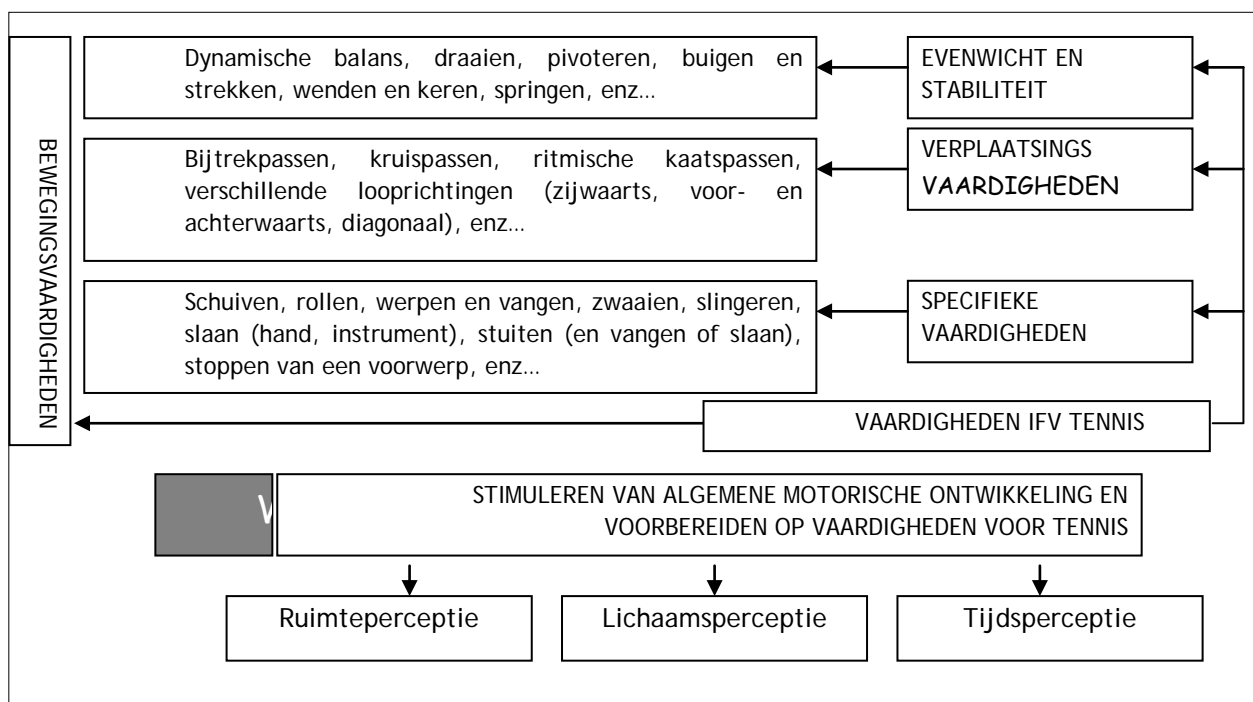 BEWEGINGSVAARDIGHEDEN
Dynamische balans, draaien, pivoteren, buigen en
strekken, wenden en keren, springen, enz...
EVENWICHT EN
STABILITEIT
Bijtrekpassen, kruispassen, ritmische kaatspassen,
verschillende looprichtingen (zijwaarts, voor- en
achterwaarts, diagonaal), enz...
VERPLAATSINGS
VAARDIGHEDEN
Schuiven, rollen, werpen en vangen, zwaaien, slingeren,
slaan (hand, instrument), stuiten (en vangen of slaan),
stoppen van een voorwerp, enz...
SPECIFIEKE
VAARDIGHEDEN
VAARDIGHEDEN IFV TENNIS
STIMULEREN VAN ALGEMENE MOTORISCHE ONTWIKKELING EN
VOORBEREIDEN OP VAARDIGHEDEN VOOR TENNIS
Ruimteperceptie
Lichaamsperceptie
Tijdsperceptie